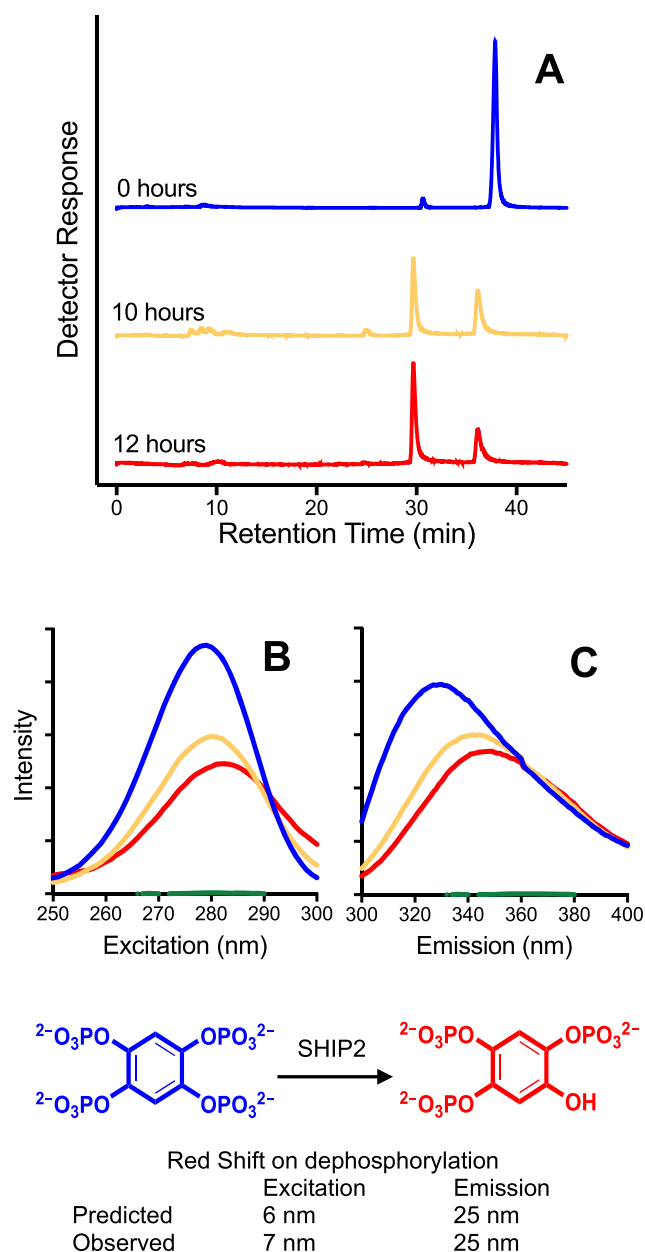 A
Detector Response
0 hours
10 hours
12 hours
0 10 20 30 40
Retention Time (min)
B
C
Intensity
250 260 270 280 290 300
300 320 340 360 380 400
Excitation (nm)
Emission (nm)
²⁻O₃PO OPO₃²⁻
²⁻O₃PO OPO₃²⁻
SHIP2
²⁻O₃PO OPO₃²⁻
²⁻O₃PO OH
Red Shift on dephosphorylation
Excitation Emission
Predicted 6 nm 25 nm
Observed 7 nm 25 nm